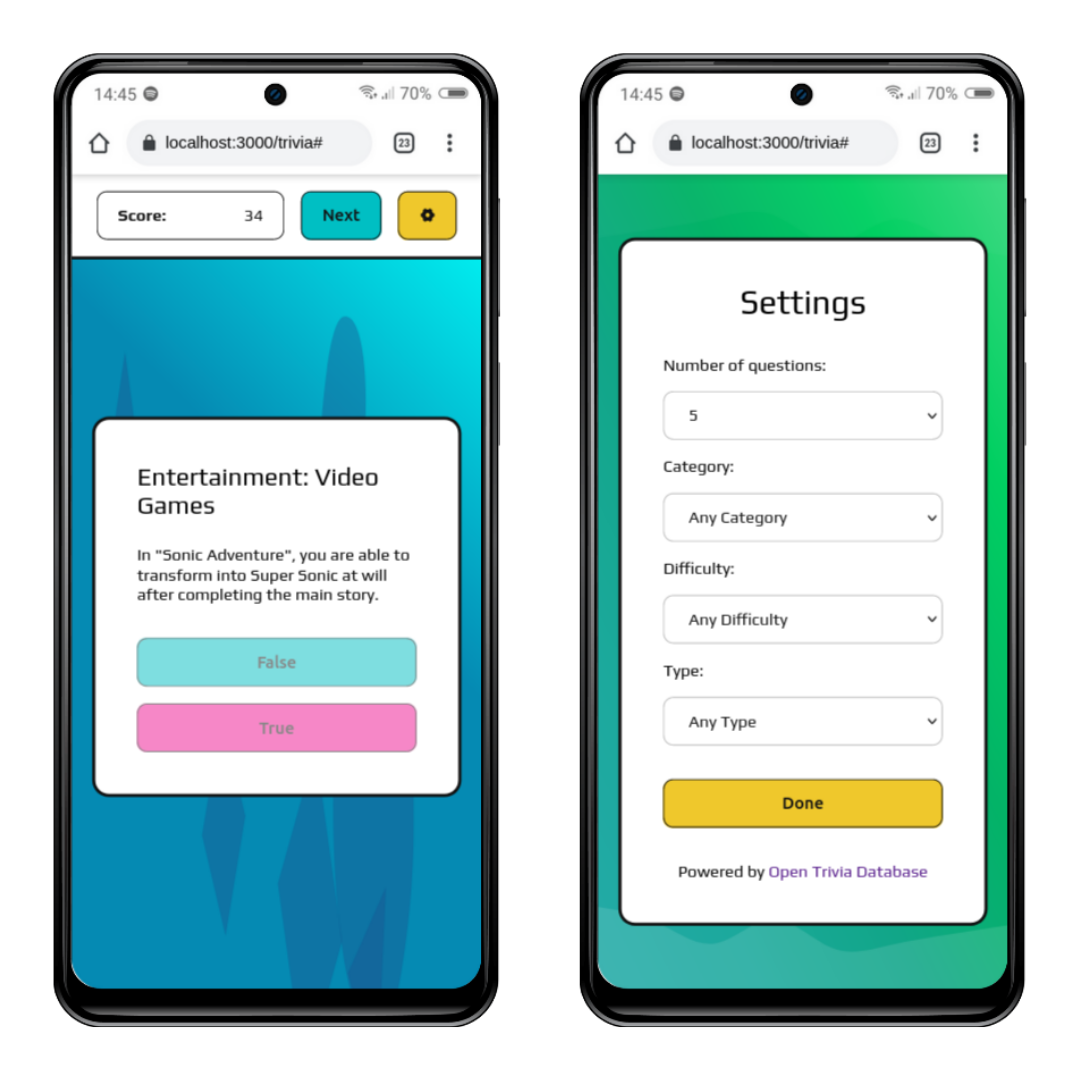 14:45 70%
localhost:3000/trivia# 23
Score: 34 Next
Entertainment: Video
Games
In "Sonic Adventure", you are able to
transform into Super Sonic at will
after completing the main story.
False
True
14:45 70%
localhost:3000/trivia# 23
Settings
Number of questions:
5
Category:
Any Category
Difficulty:
Any Difficulty
Type:
Any Type
Done
Powered by Open Trivia Database